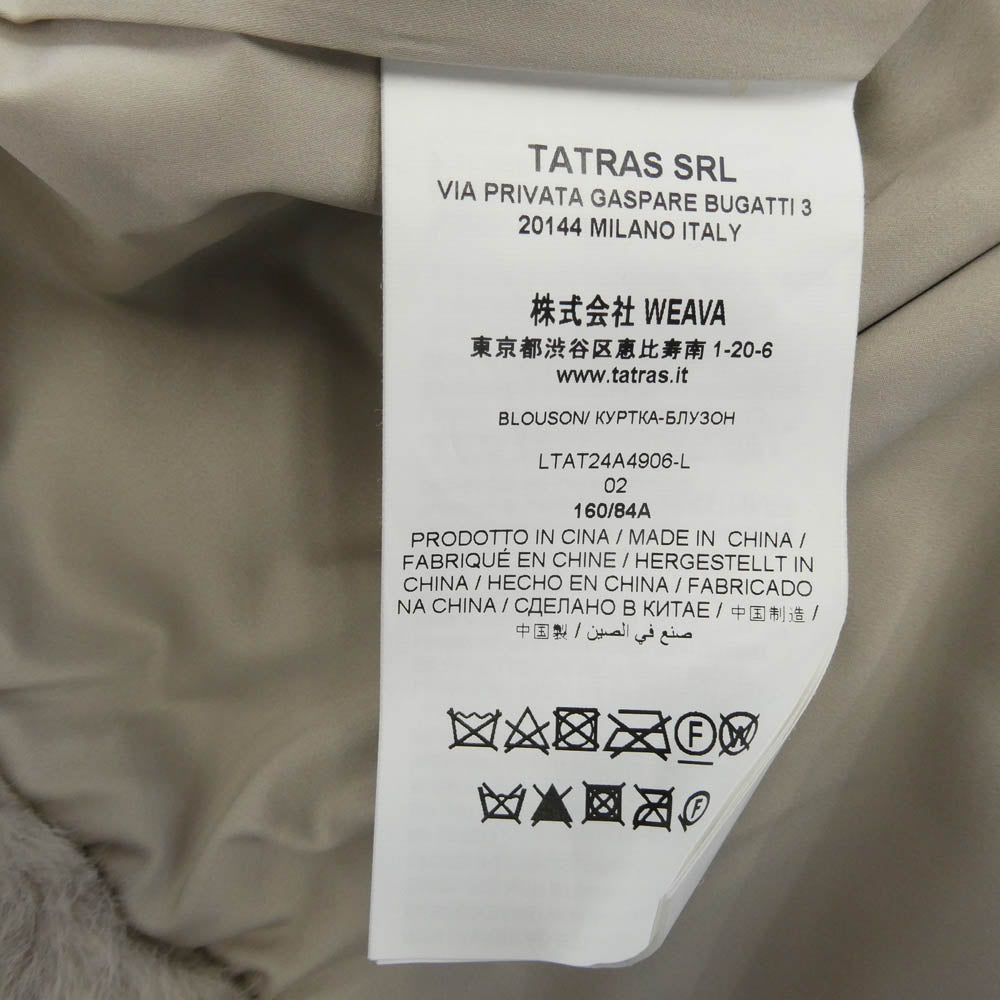 TATRAS SRL
VIA PRIVATA GASPARE BUGATTI 3
20144 MILANO ITALY
株式会社 WEAVA
東京都渋谷区恵比寿南 1-20-6
www.tatras.it
BLOUSON/ КУРТКА-БЛУЗОН
LTAT24A4906-L
02
160/84A
PRODOTTO IN CINA / MADE IN CHINA /
FABRIQUÉ EN CHINE / HERGESTELLT IN
CHINA / HECHO EN CHINA / FABRICADO
NA CHINA / СДЕЛАНО В КИТАЕ / 中国制造 /
中国製 / صنع في الصين
F W
F